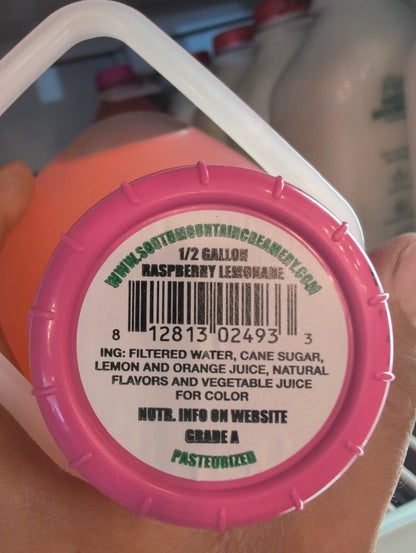 WWW.SOUTHMOUNTAINCREAMERY.COM
1/2 GALLON
RASPBERRY LEMONADE
8 12813 02493 3
ING: FILTERED WATER, CANE SUGAR,
LEMON AND ORANGE JUICE, NATURAL
FLAVORS AND VEGETABLE JUICE
FOR COLOR
NUTR. INFO ON WEBSITE
GRADE A
PASTEURIZED